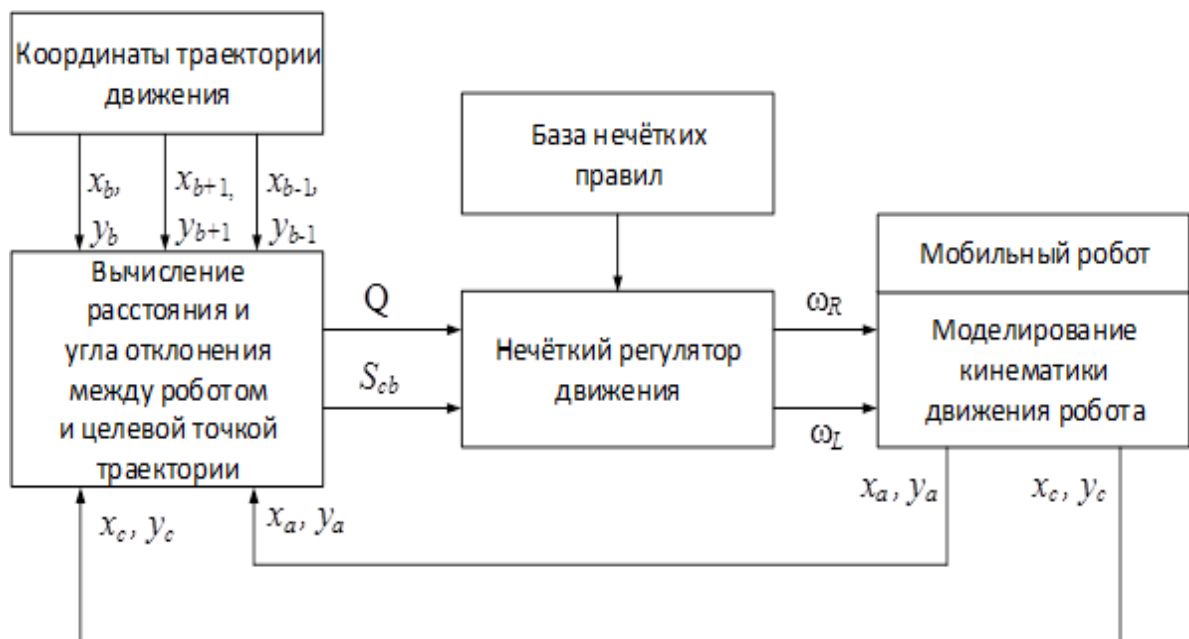 Координаты траектории
движения
x_b,
y_b
x_{b+1},
y_{b+1}
x_{b-1},
y_{b-1}
База нечётких
правил
Вычисление
расстояния и
угла отклонения
между роботом
и целевой точкой
траектории
Q
S_{cb}
Нечёткий регулятор
движения
ω_R
ω_L
Мобильный робот
Моделирование
кинематики
движения робота
x_a, y_a
x_c, y_c
x_c, y_c
x_a, y_a